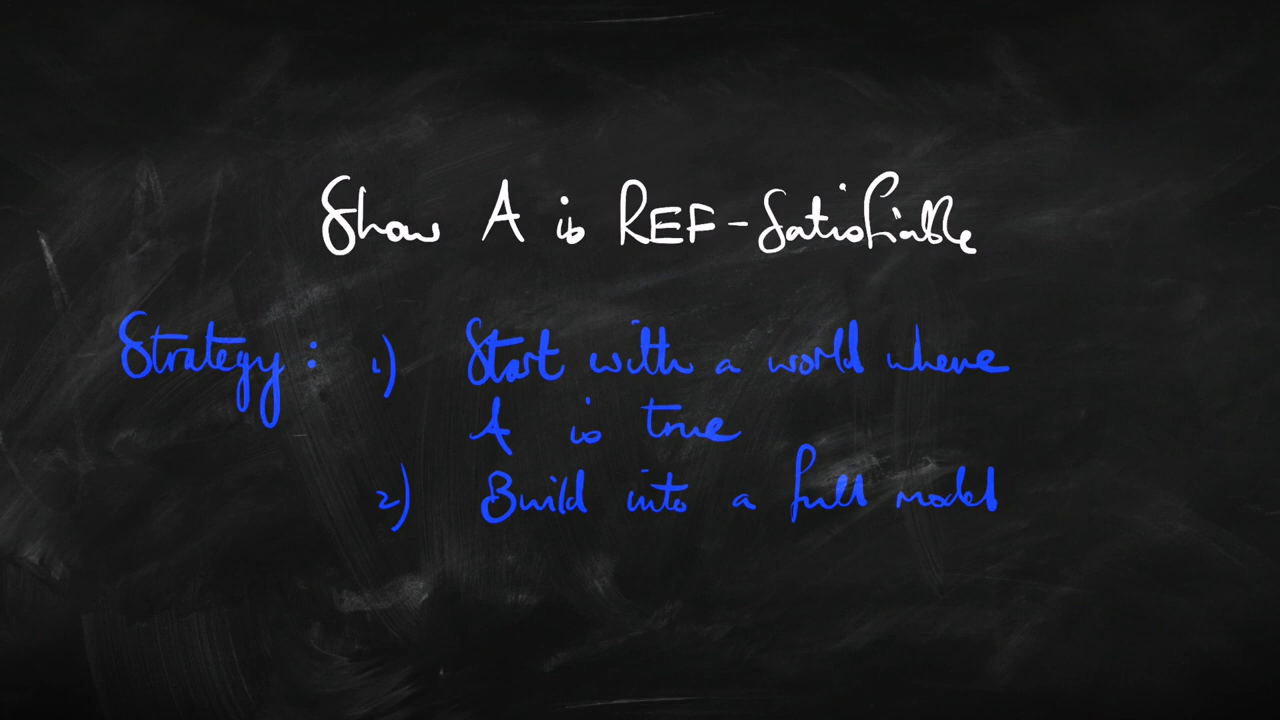 Show A is REF-Satisfiable
Strategy: 1) Start with a world where
A is true
2) Build into a full model